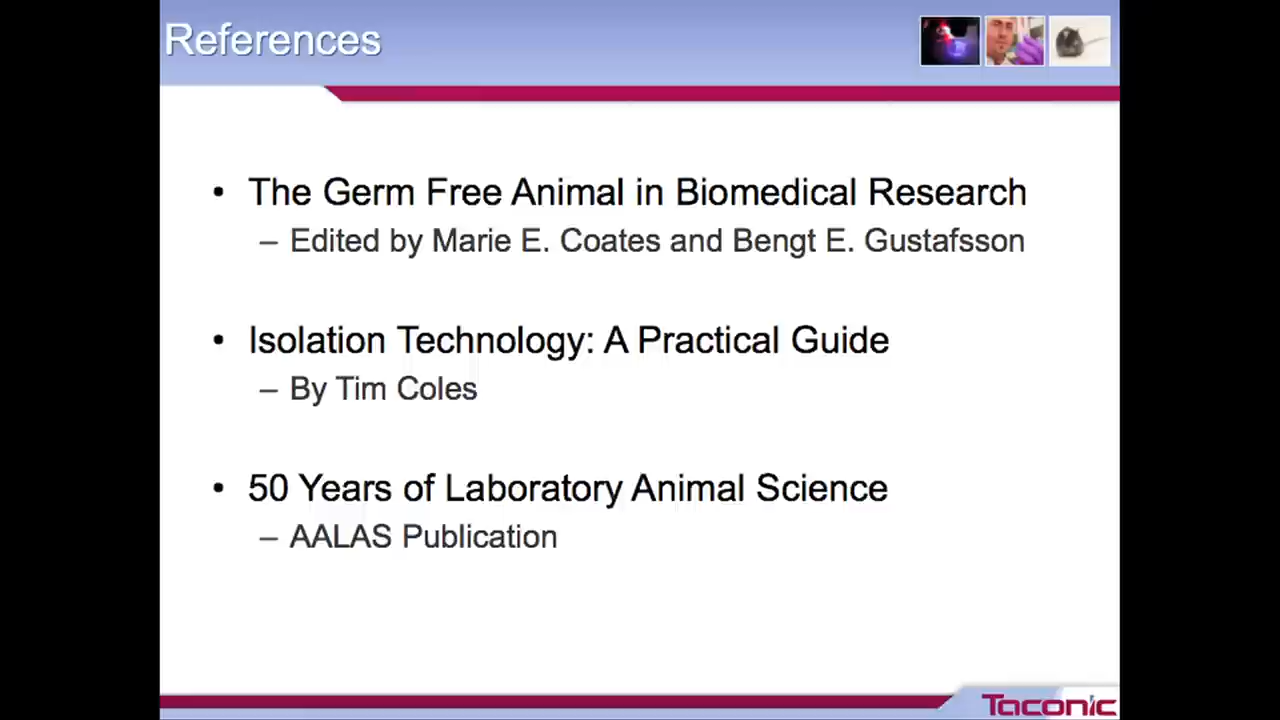 References
• The Germ Free Animal in Biomedical Research
– Edited by Marie E. Coates and Bengt E. Gustafsson
• Isolation Technology: A Practical Guide
– By Tim Coles
• 50 Years of Laboratory Animal Science
– AALAS Publication
Taconic